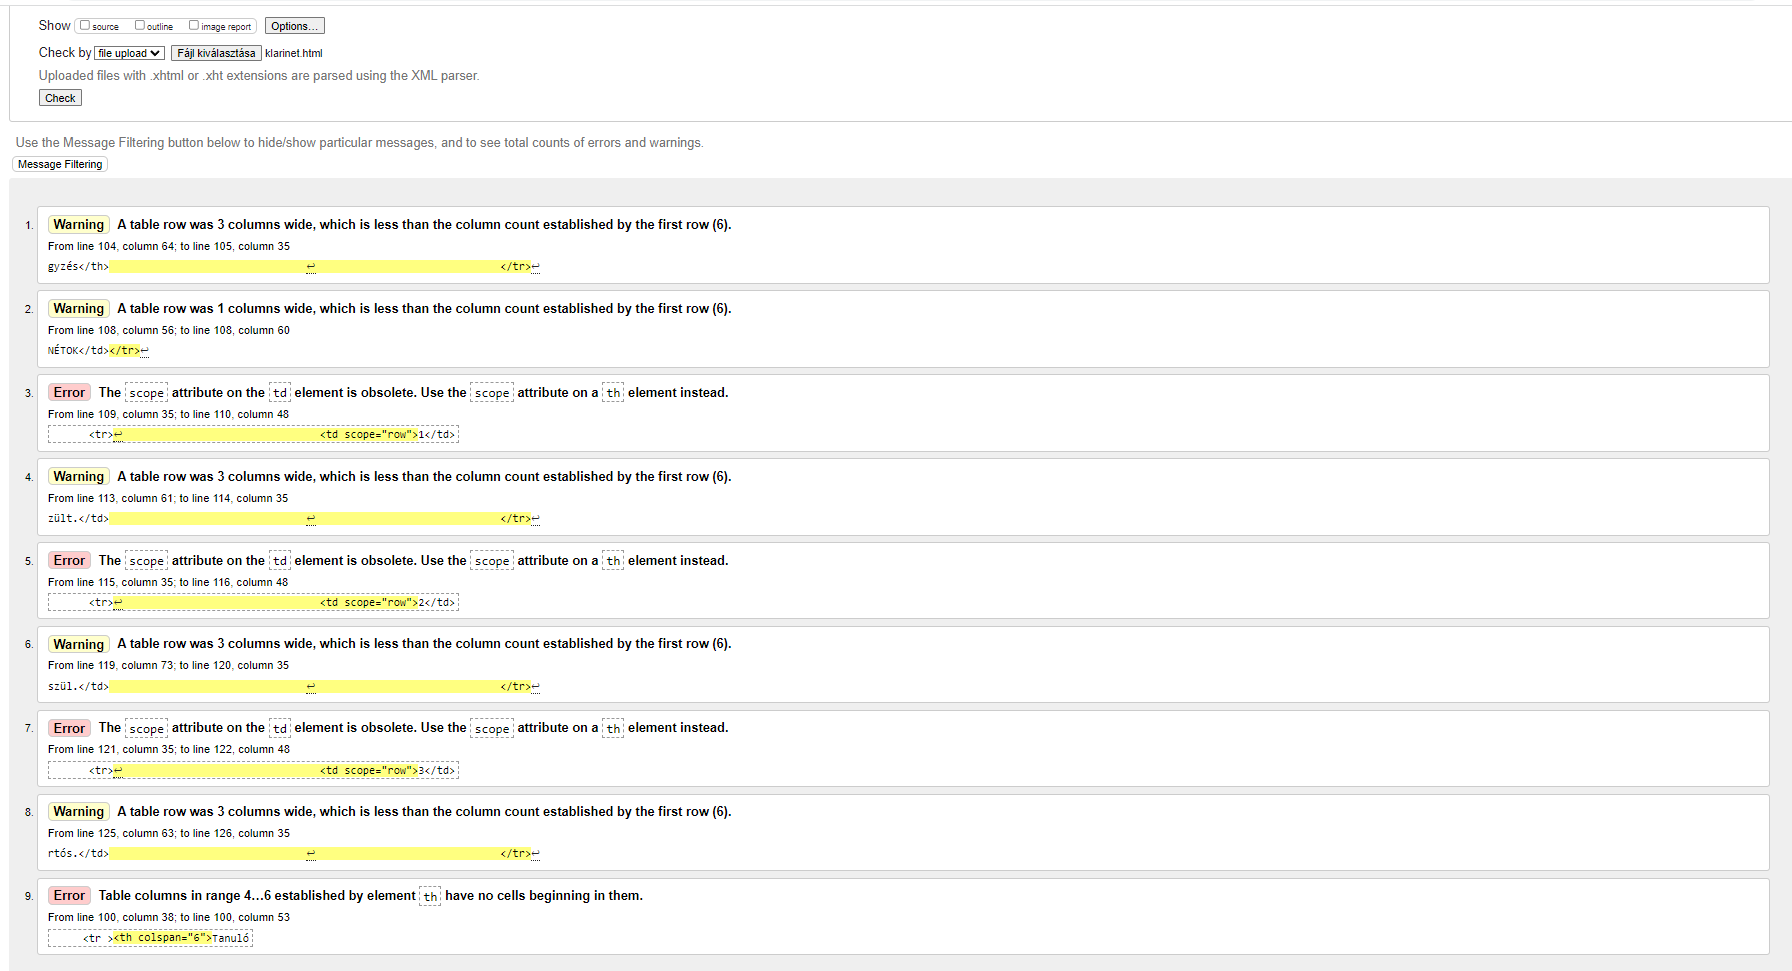 Show source outline image report Options...
Check by file upload Fájl kiválasztása klarinet.html
Uploaded files with .xhtml or .xht extensions are parsed using the XML parser.
Check
Use the Message Filtering button below to hide/show particular messages, and to see total counts of errors and warnings.
Message Filtering
1. Warning A table row was 3 columns wide, which is less than the column count established by the first row (6).
From line 104, column 64; to line 105, column 35
gyzés</th>↩ </tr>↩
2. Warning A table row was 1 columns wide, which is less than the column count established by the first row (6).
From line 108, column 56; to line 108, column 60
NÉTOK</td></tr>↩
3. Error The scope attribute on the td element is obsolete. Use the scope attribute on a th element instead.
From line 109, column 35; to line 110, column 48
<tr>↩ <td scope="row">1</td>
4. Warning A table row was 3 columns wide, which is less than the column count established by the first row (6).
From line 113, column 61; to line 114, column 35
zült.</td> ↩ </tr>↩
5. Error The scope attribute on the td element is obsolete. Use the scope attribute on a th element instead.
From line 115, column 35; to line 116, column 48
<tr>↩ <td scope="row">2</td>
6. Warning A table row was 3 columns wide, which is less than the column count established by the first row (6).
From line 119, column 73; to line 120, column 35
szül.</td> ↩ </tr>↩
7. Error The scope attribute on the td element is obsolete. Use the scope attribute on a th element instead.
From line 121, column 35; to line 122, column 48
<tr>↩ <td scope="row">3</td>
8. Warning A table row was 3 columns wide, which is less than the column count established by the first row (6).
From line 125, column 63; to line 126, column 35
rtós.</td> ↩ </tr>↩
9. Error Table columns in range 4…6 established by element th have no cells beginning in them.
From line 100, column 38; to line 100, column 53
<tr ><th colspan="6">Tanuló